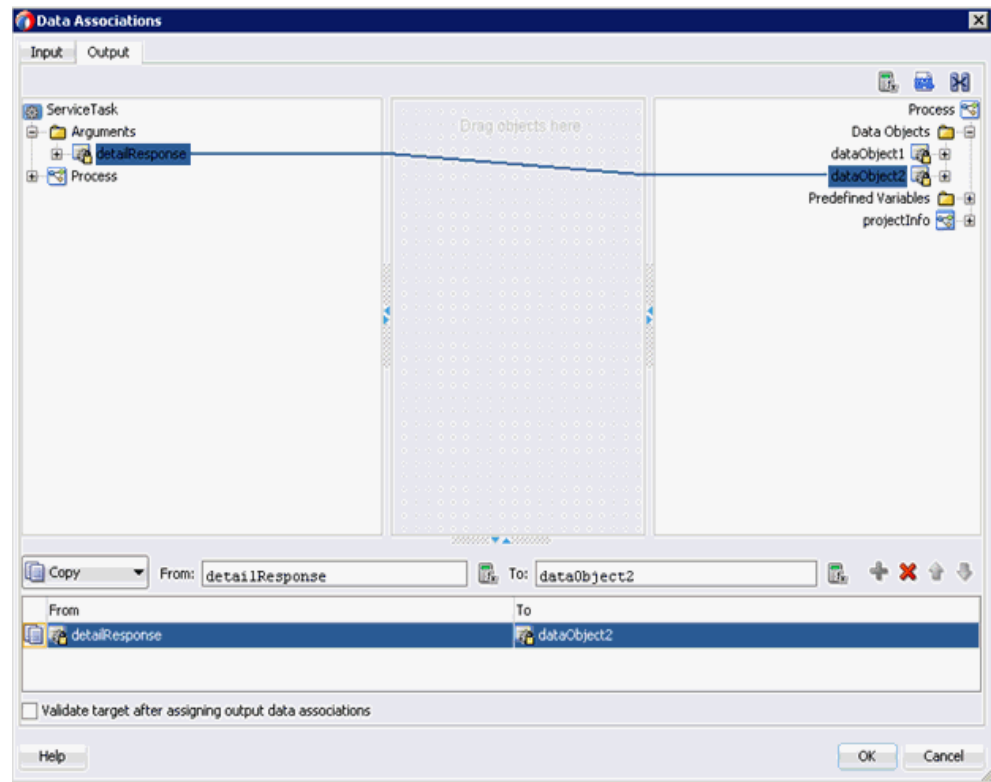 Data Associations
Input Output
ServiceTask
Arguments
detailResponse
Process
Drag objects here
Process
Data Objects
dataObject1
dataObject2
Predefined Variables
projectInfo
Copy From: detailResponse To: dataObject2
From To
detailResponse dataObject2
Validate target after assigning output data associations
Help OK Cancel